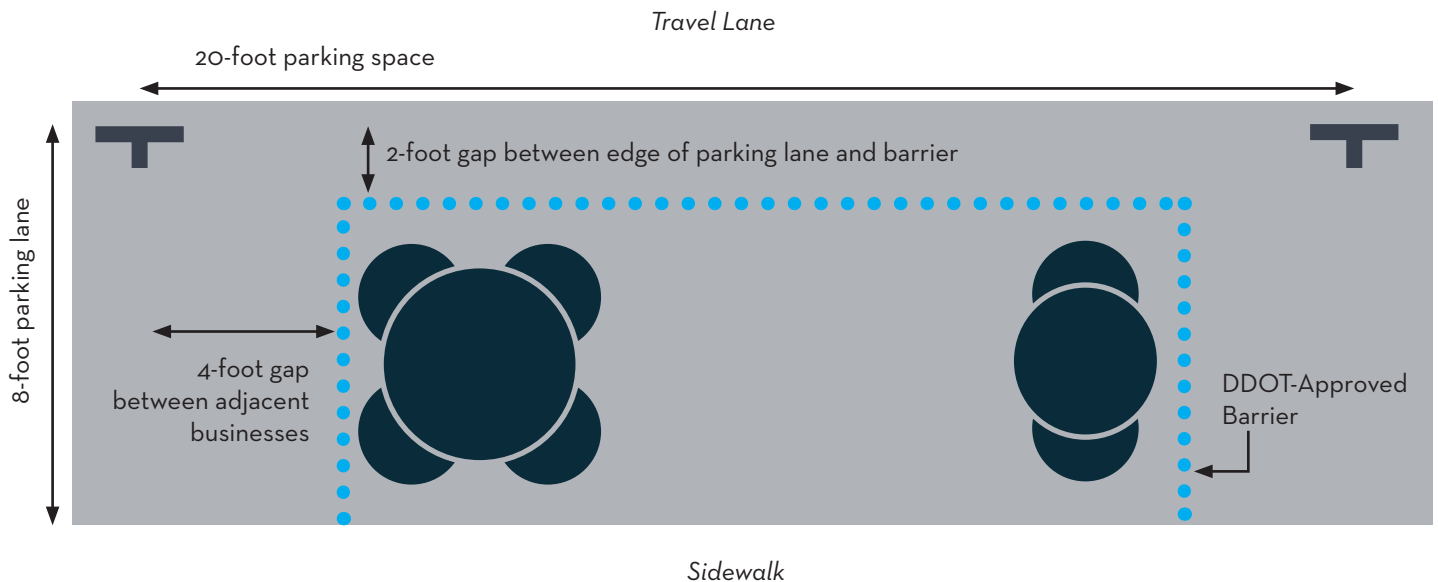 Travel Lane
20-foot parking space
2-foot gap between edge of parking lane and barrier
8-foot parking lane
4-foot gap
between adjacent
businesses
DDOT-Approved
Barrier
Sidewalk